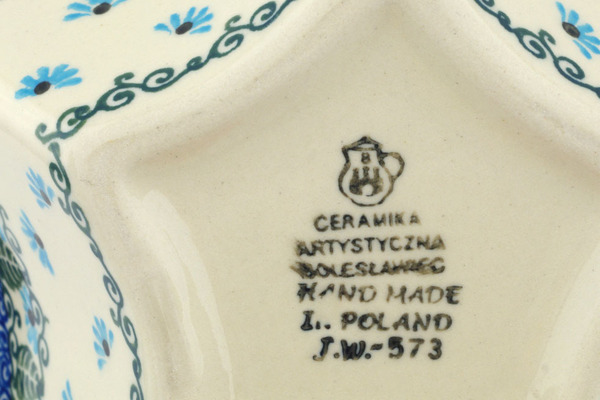 B
CERAMIKA
ARTYSTYCZNA
BOLESŁAWIEC
HAND MADE
I.. POLAND
J.W.-573